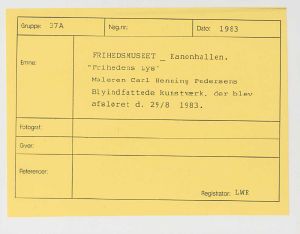 Gruppe: 37A Neg.nr: Dato: 1983
Emne: FRIHEDSMUSEET _ Kanonhallen.
"Frihedens Lys"
Maleren Carl Henning Pedersens
Blyindfattede kunstværk, der blev
afsløret d. 29/8 1983.
Fotograf:
Giver:
Referencer:
Registrator: LWR